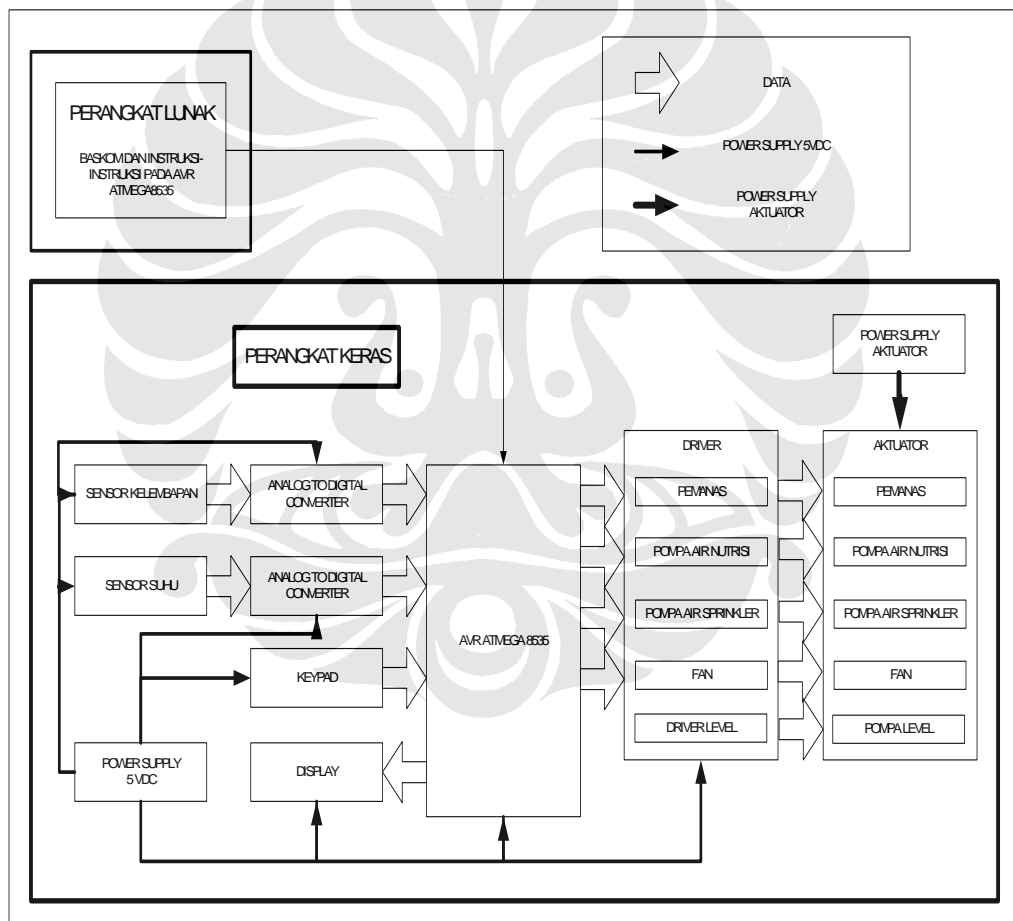 PERANGKAT LUNAK
BASKOM DAN INSTRUKSI-
INSTRUKSI PADA AVR
ATMEGA8535
DATA
POWER SUPPLY 5VDC
POWER SUPPLY
AKTUATOR
PERANGKAT KERAS
POWER SUPPLY
AKTUATOR
DRIVER
AKTUATOR
SENSOR KELEMBAPAN
ANALOG TO DIGITAL
CONVERTER
PEMANAS
PEMANAS
SENSOR SUHU
ANALOG TO DIGITAL
CONVERTER
POMPA AIR NUTRISI
POMPA AIR NUTRISI
POMPA AIR SPRINKLER
POMPA AIR SPRINKLER
AVR ATMEGA 8535
KEYPAD
FAN
FAN
DRIVER LEVEL
POMPA LEVEL
POWER SUPPLY
5 VDC
DISPLAY